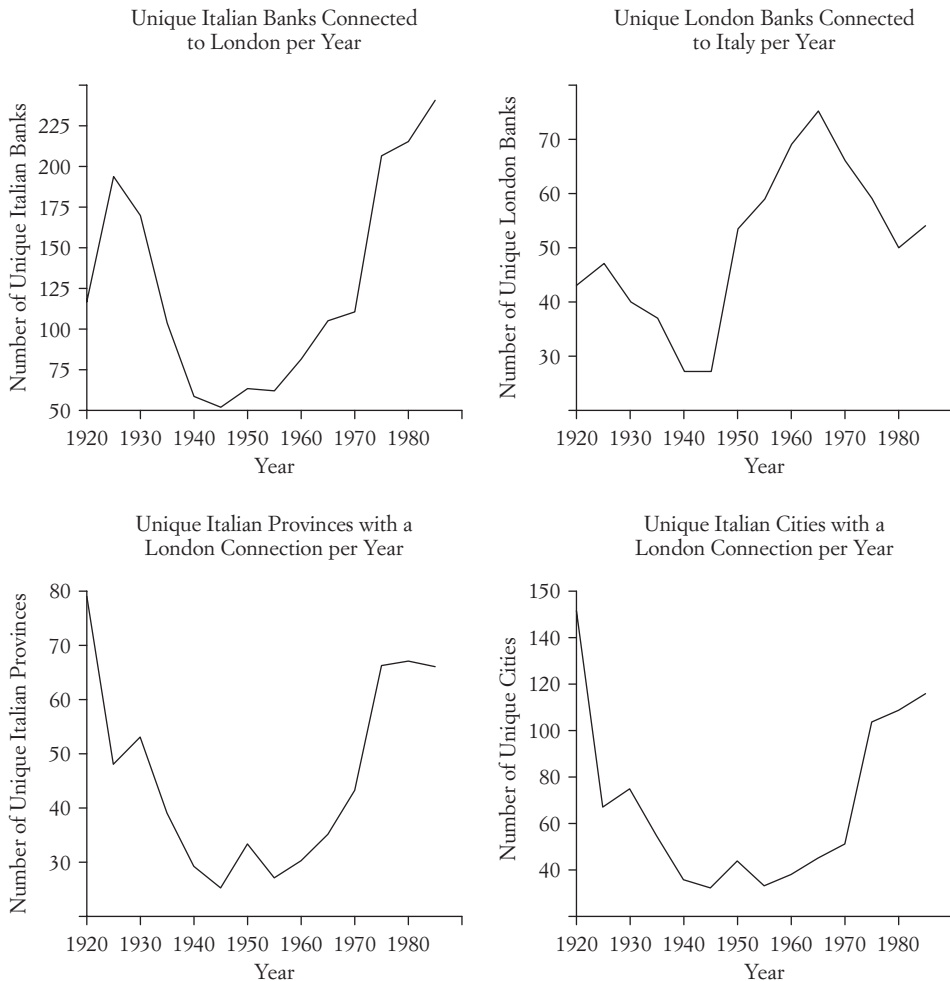 Unique Italian Banks Connected
to London per Year
Number of Unique Italian Banks
225
200
175
150
125
100
75
50
1920 1930 1940 1950 1960 1970 1980
Year
Unique London Banks Connected
to Italy per Year
Number of Unique London Banks
70
60
50
40
30
1920 1930 1940 1950 1960 1970 1980
Year
Unique Italian Provinces with a
London Connection per Year
Number of Unique Italian Provinces
80
70
60
50
40
30
1920 1930 1940 1950 1960 1970 1980
Year
Unique Italian Cities with a
London Connection per Year
Number of Unique Cities
150
140
120
100
80
60
40
1920 1930 1940 1950 1960 1970 1980
Year